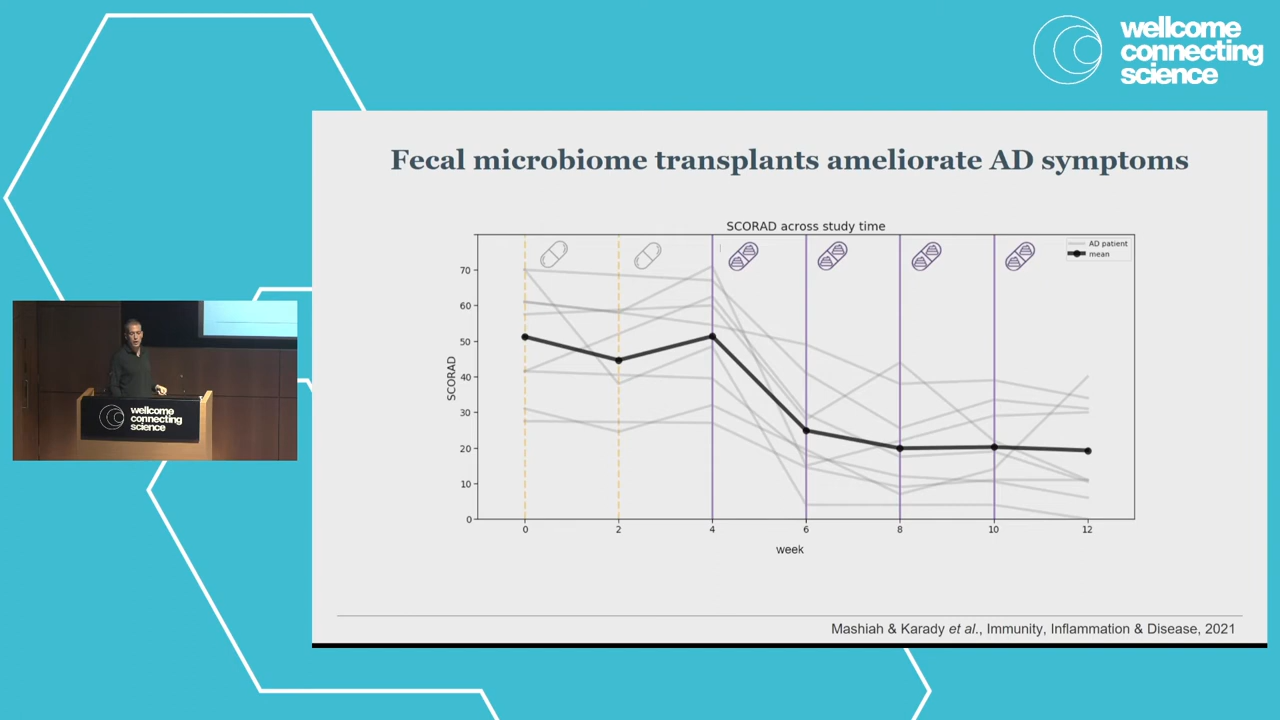 wellcome
connecting
science
Fecal microbiome transplants ameliorate AD symptoms
SCORAD across study time
AD patient
mean
SCORAD
70
60
50
40
30
20
10
0
0 2 4 6 8 10 12
week
Mashiah & Karady et al., Immunity, Inflammation & Disease, 2021
wellcome
connecting
science